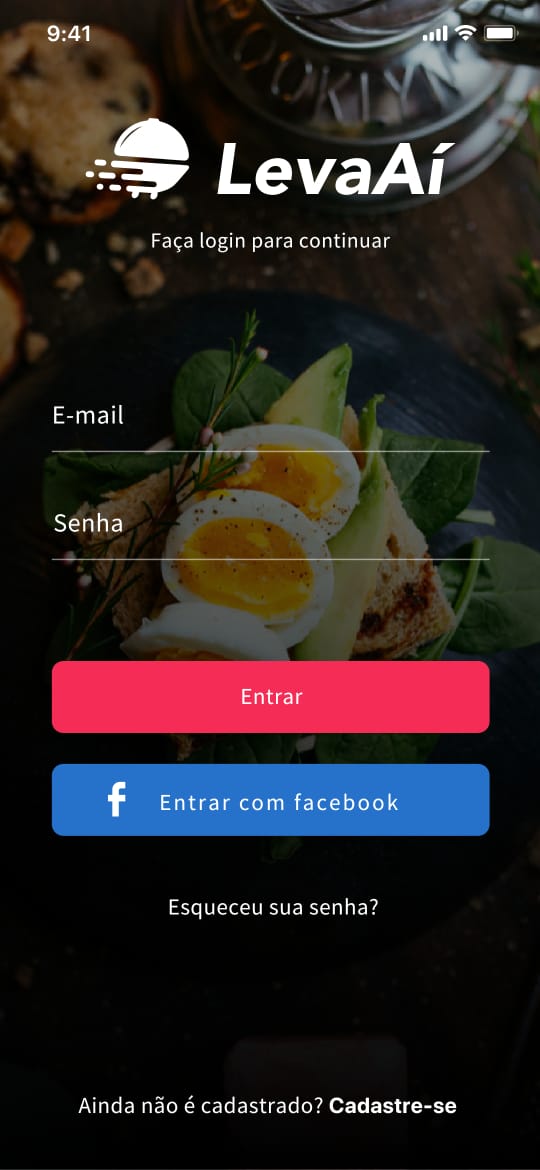 9:41
LevaAí
Faça login para continuar
E-mail
Senha
Entrar
f Entrar com facebook
Esqueceu sua senha?
Ainda não é cadastrado? Cadastre-se